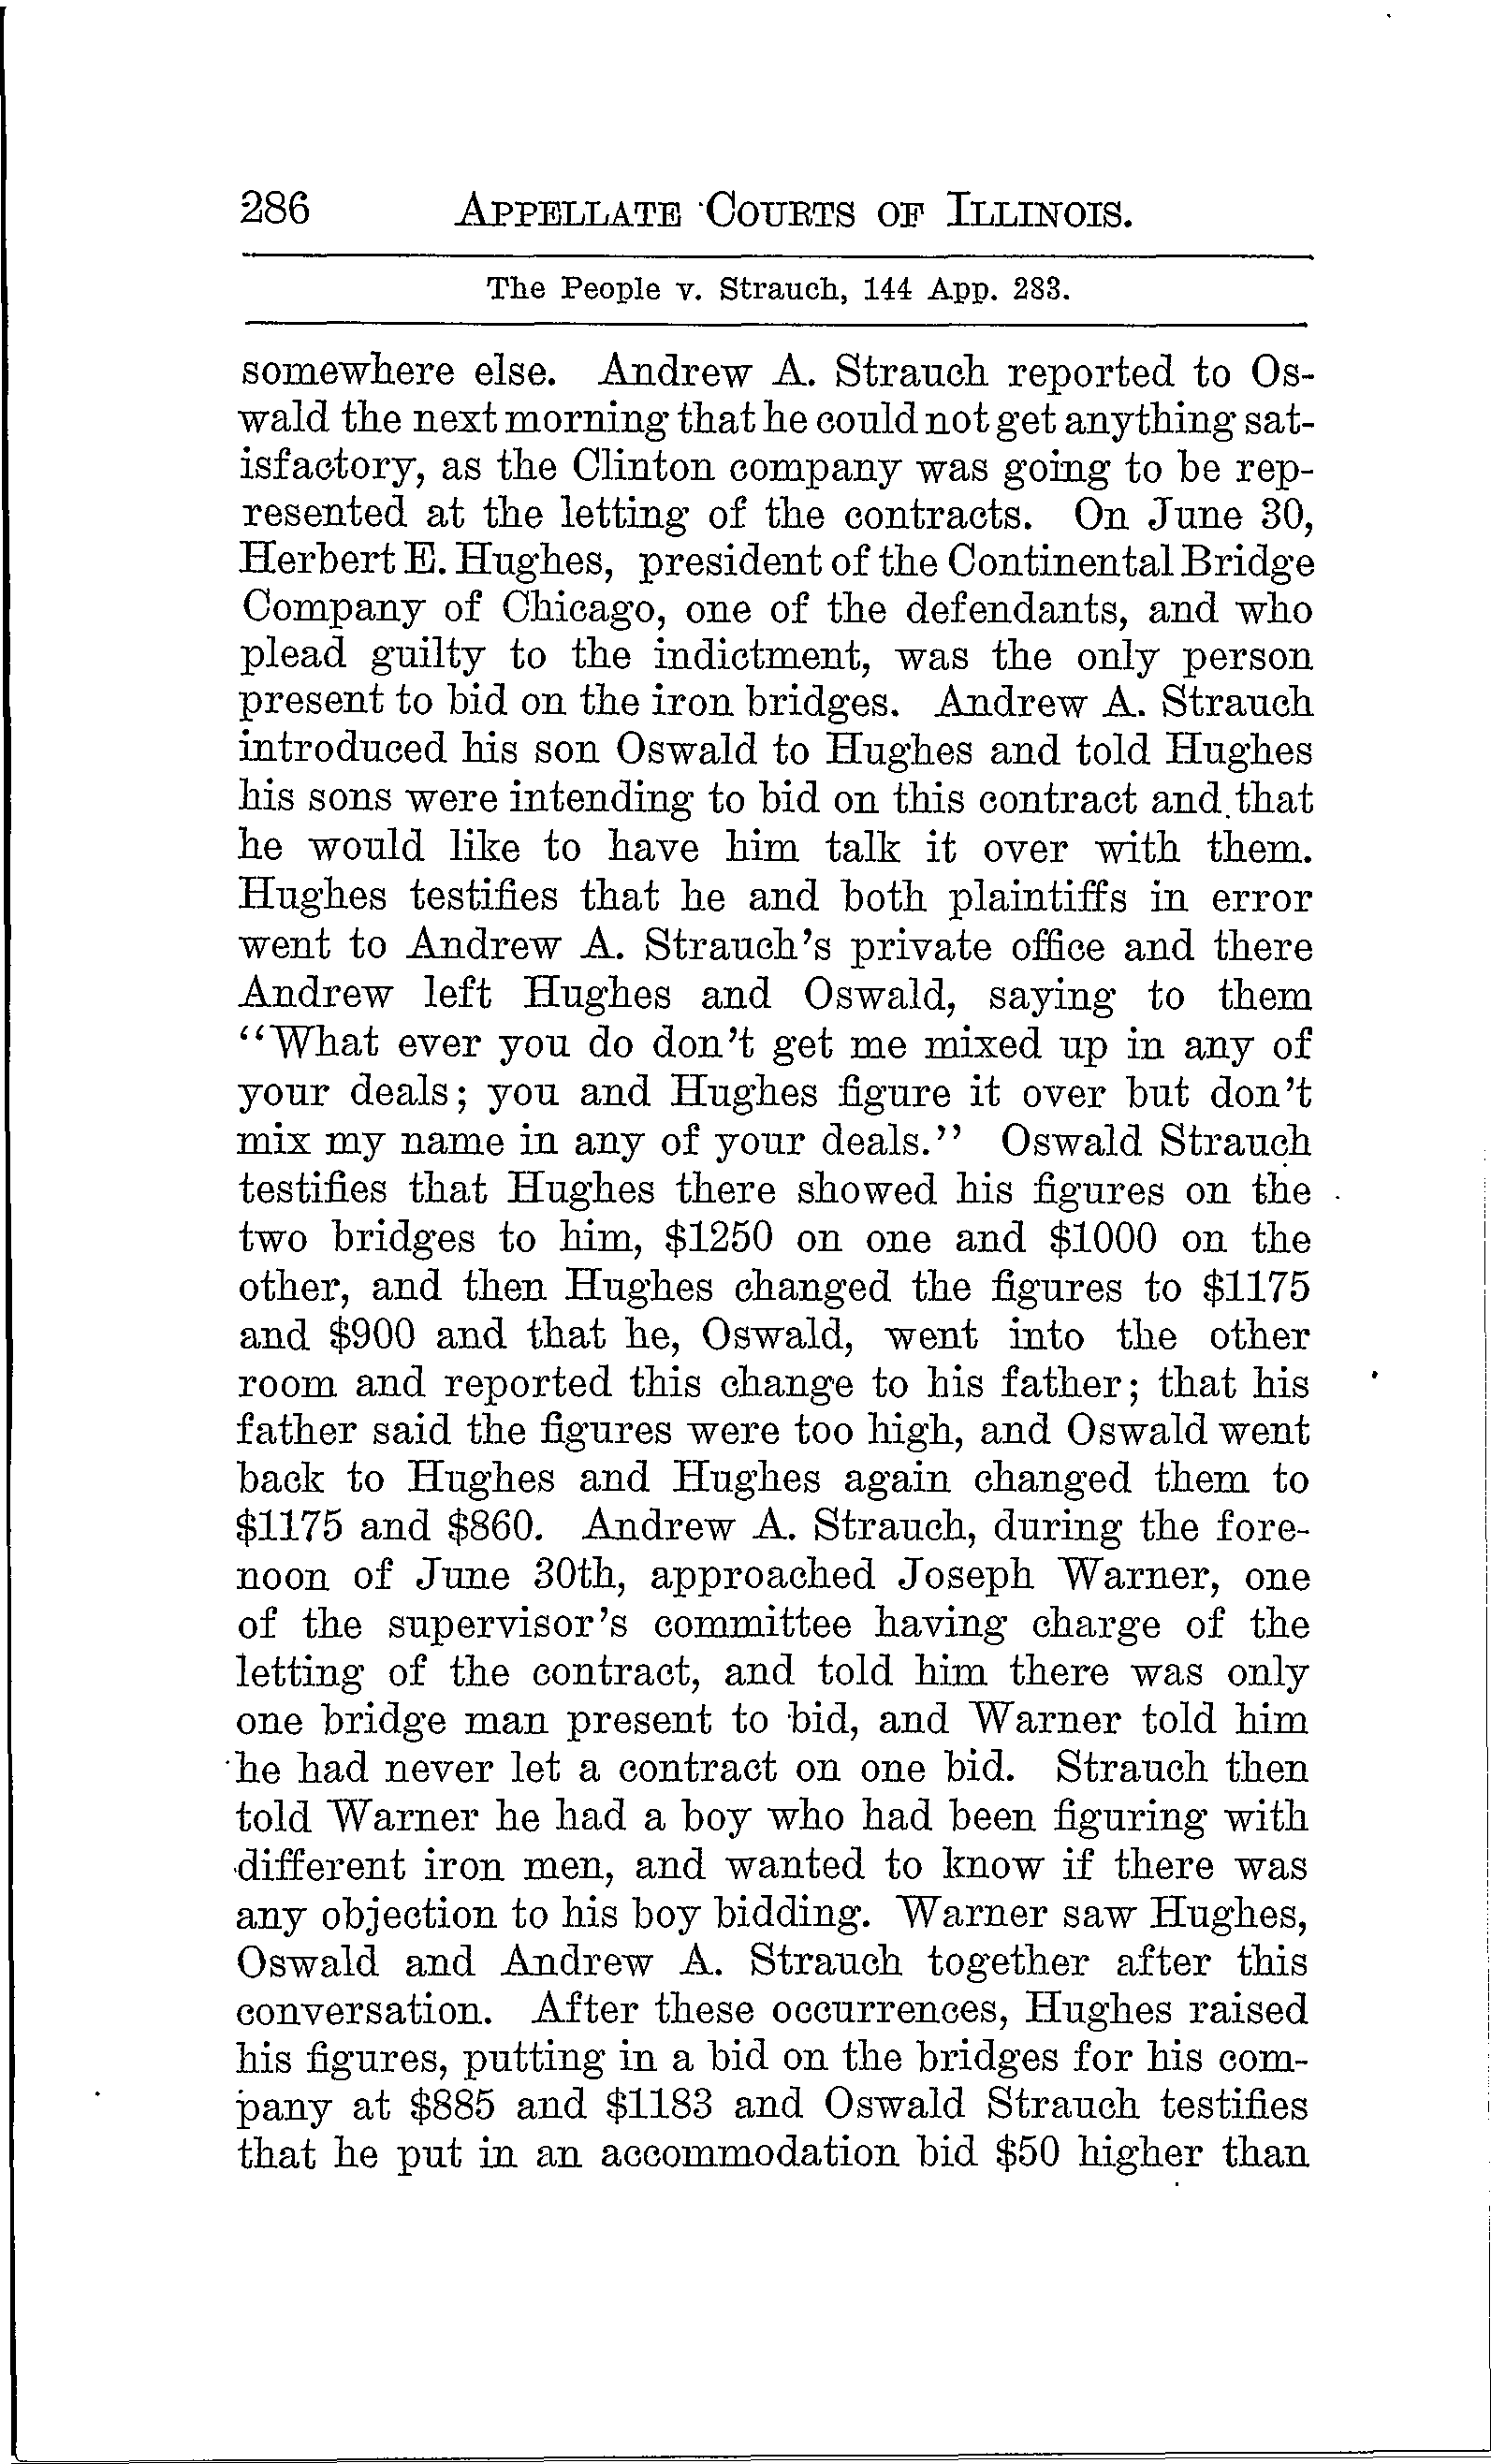 286 APPELLATE COURTS OF ILLINOIS.
The People v. Strauch, 144 App. 283.
somewhere else. Andrew A. Strauch reported to Os-
wald the next morning that he could not get anything sat-
isfactory, as the Clinton company was going to be rep-
resented at the letting of the contracts. On June 30,
Herbert E. Hughes, president of the Continental Bridge
Company of Chicago, one of the defendants, and who
plead guilty to the indictment, was the only person
present to bid on the iron bridges. Andrew A. Strauch
introduced his son Oswald to Hughes and told Hughes
his sons were intending to bid on this contract and that
he would like to have him talk it over with them.
Hughes testifies that he and both plaintiffs in error
went to Andrew A. Strauch's private office and there
Andrew left Hughes and Oswald, saying to them
"What ever you do don't get me mixed up in any of
your deals; you and Hughes figure it over but don't
mix my name in any of your deals." Oswald Strauch
testifies that Hughes there showed his figures on the
two bridges to him, $1250 on one and $1000 on the
other, and then Hughes changed the figures to $1175
and $900 and that he, Oswald, went into the other
room and reported this change to his father; that his
father said the figures were too high, and Oswald went
back to Hughes and Hughes again changed them to
$1175 and $860. Andrew A. Strauch, during the fore-
noon of June 30th, approached Joseph Warner, one
of the supervisor's committee having charge of the
letting of the contract, and told him there was only
one bridge man present to bid, and Warner told him
he had never let a contract on one bid. Strauch then
told Warner he had a boy who had been figuring with
different iron men, and wanted to know if there was
any objection to his boy bidding. Warner saw Hughes,
Oswald and Andrew A. Strauch together after this
conversation. After these occurrences, Hughes raised
his figures, putting in a bid on the bridges for his com-
pany at $885 and $1183 and Oswald Strauch testifies
that he put in an accommodation bid $50 higher than